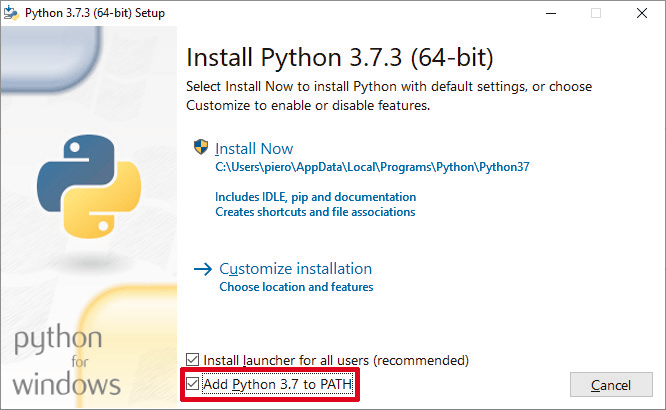 Python 3.7.3 (64-bit) Setup
Install Python 3.7.3 (64-bit)
Select Install Now to install Python with default settings, or choose
Customize to enable or disable features.
Install Now
C:\Users\piero\AppData\Local\Programs\Python\Python37
Includes IDLE, pip and documentation
Creates shortcuts and file associations
Customize installation
Choose location and features
python
for
windows
Install launcher for all users (recommended)
Add Python 3.7 to PATH
Cancel